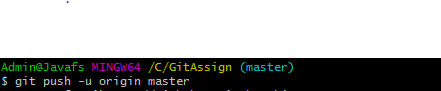 Admin@Javafs MINGW64 /C/GitAssign (master)
$ git push -u origin master